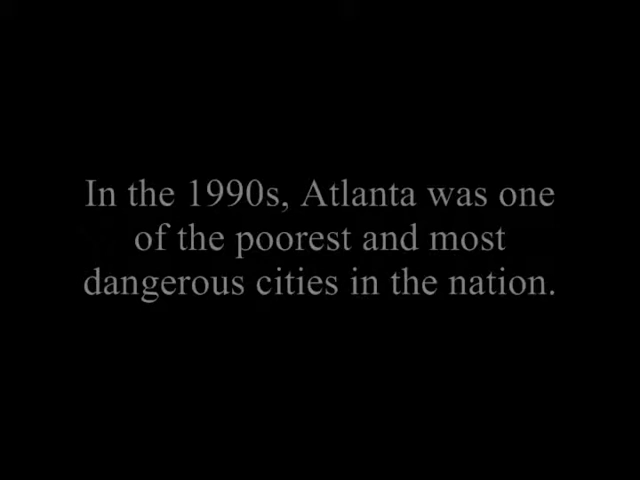 In the 1990s, Atlanta was one
of the poorest and most
dangerous cities in the nation.